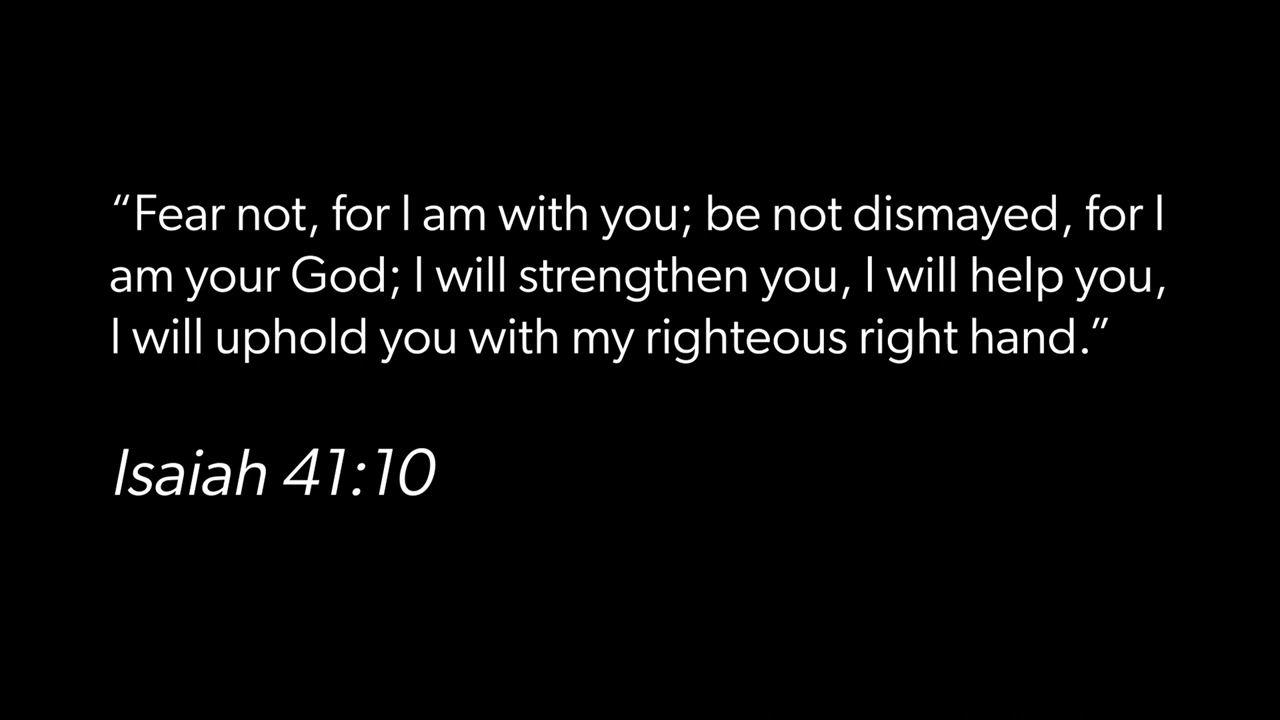 “Fear not, for I am with you; be not dismayed, for I
am your God; I will strengthen you, I will help you,
I will uphold you with my righteous right hand.”
Isaiah 41:10